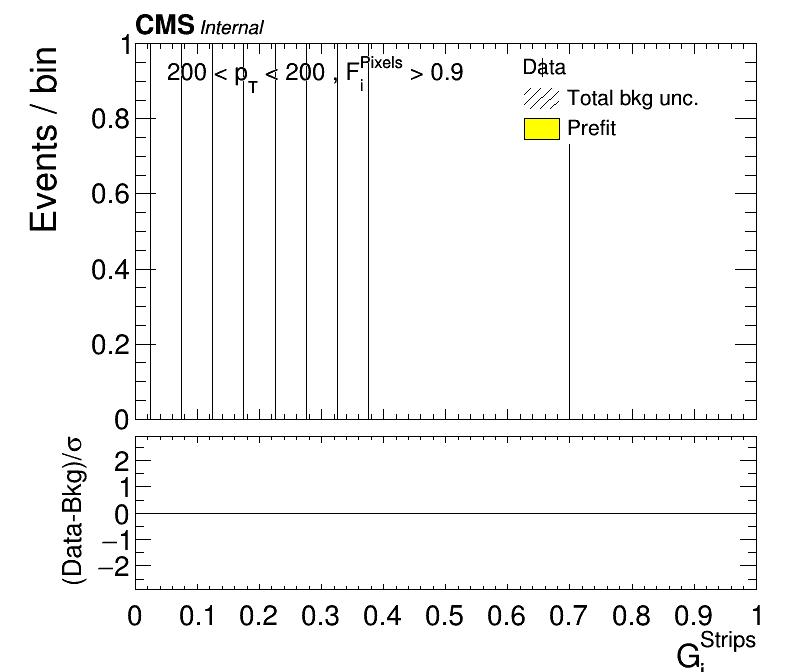 CMS Internal
Events / bin
1
0.8
0.6
0.4
0.2
0
200 < p_T < 200 , F_i^Pixels > 0.9
Data
Total bkg unc.
Prefit
(Data-Bkg)/σ
2
1
0
−1
−2
0 0.1 0.2 0.3 0.4 0.5 0.6 0.7 0.8 0.9 1
G_i^Strips